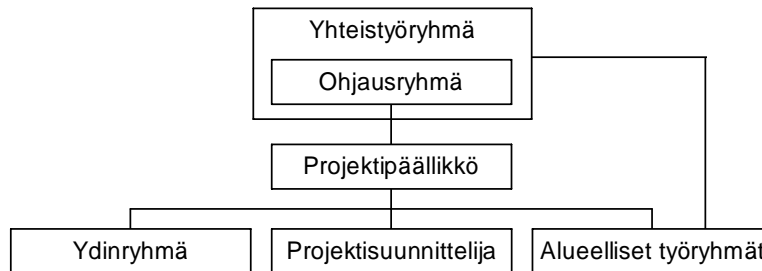 Yhteistyöryhmä
Ohjausryhmä
Projektipäällikkö
Ydinryhmä
Projektisuunnittelija
Alueelliset työryhmät